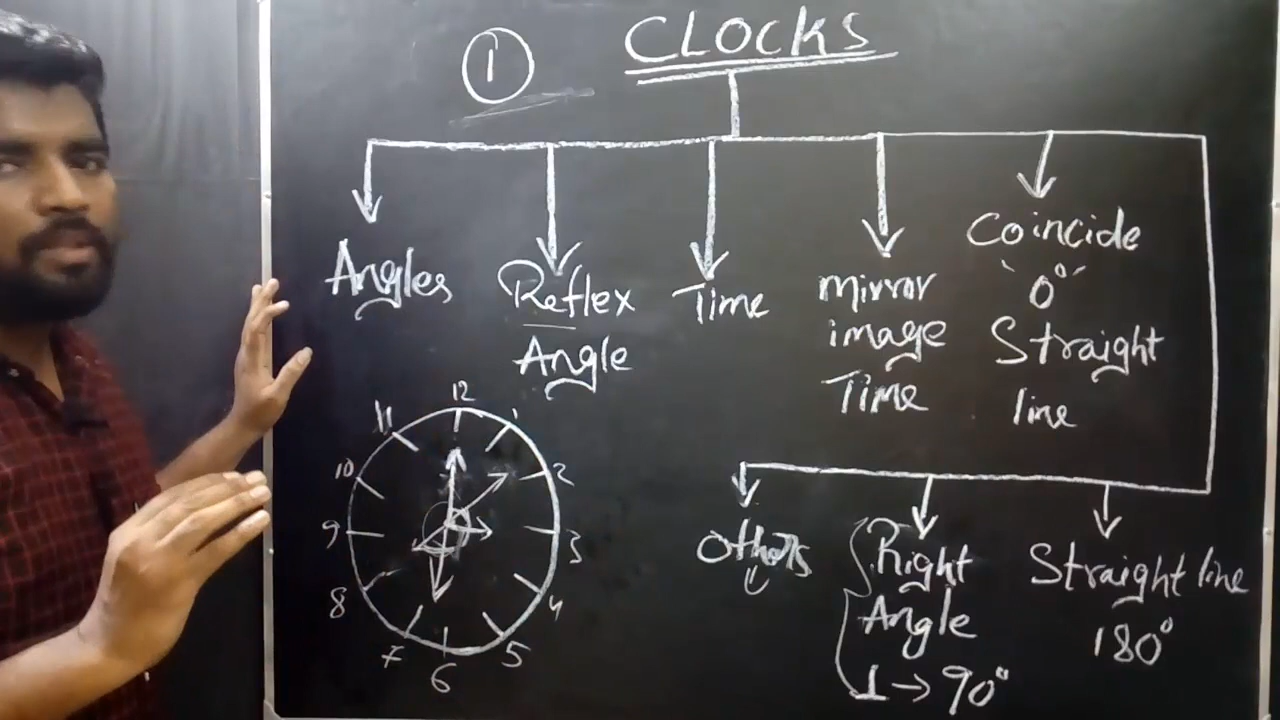 1
CLOCKS
Angles
Reflex
Angle
Time
mirror
image
Time
Coincide
0°
Straight
line
12
11
1
10
2
9
3
8
4
7
5
6
Others
Right
Angle
⊥ → 90°
Straight line
180°